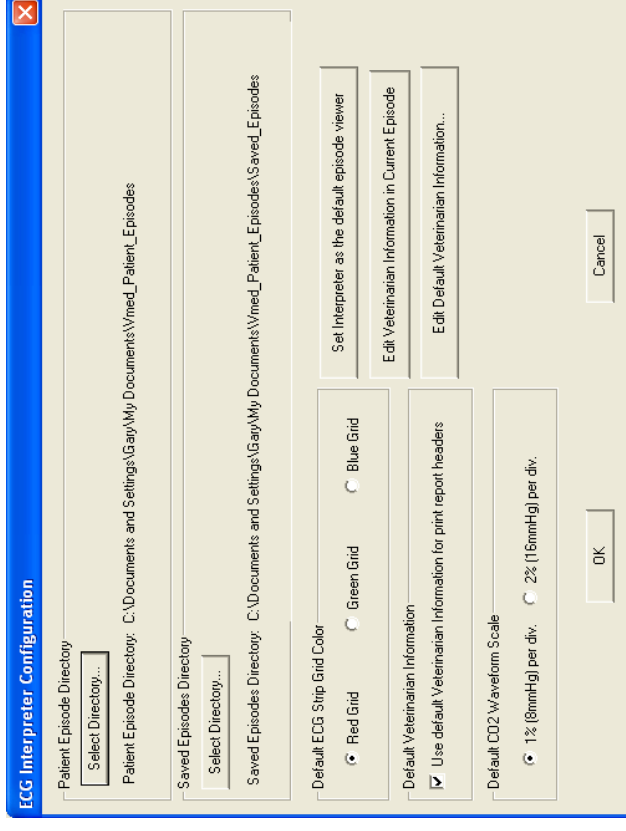 ECG Interpreter Configuration
Patient Episode Directory
Select Directory...
Patient Episode Directory: C:\Documents and Settings\Gary\My Documents\Vmed_Patient_Episodes
Saved Episodes Directory
Select Directory...
Saved Episodes Directory: C:\Documents and Settings\Gary\My Documents\Vmed_Patient_Episodes\Saved_Episodes
Default ECG Strip Grid Color
Red Grid Green Grid Blue Grid
Set Interpreter as the default episode viewer
Edit Veterinarian Information in Current Episode
Edit Default Veterinarian Information...
Default Veterinarian Information
Use default Veterinarian Information for print report headers
Default CO2 Waveform Scale
1% (8mmHg) per div. 2% (16mmHg) per div.
OK Cancel